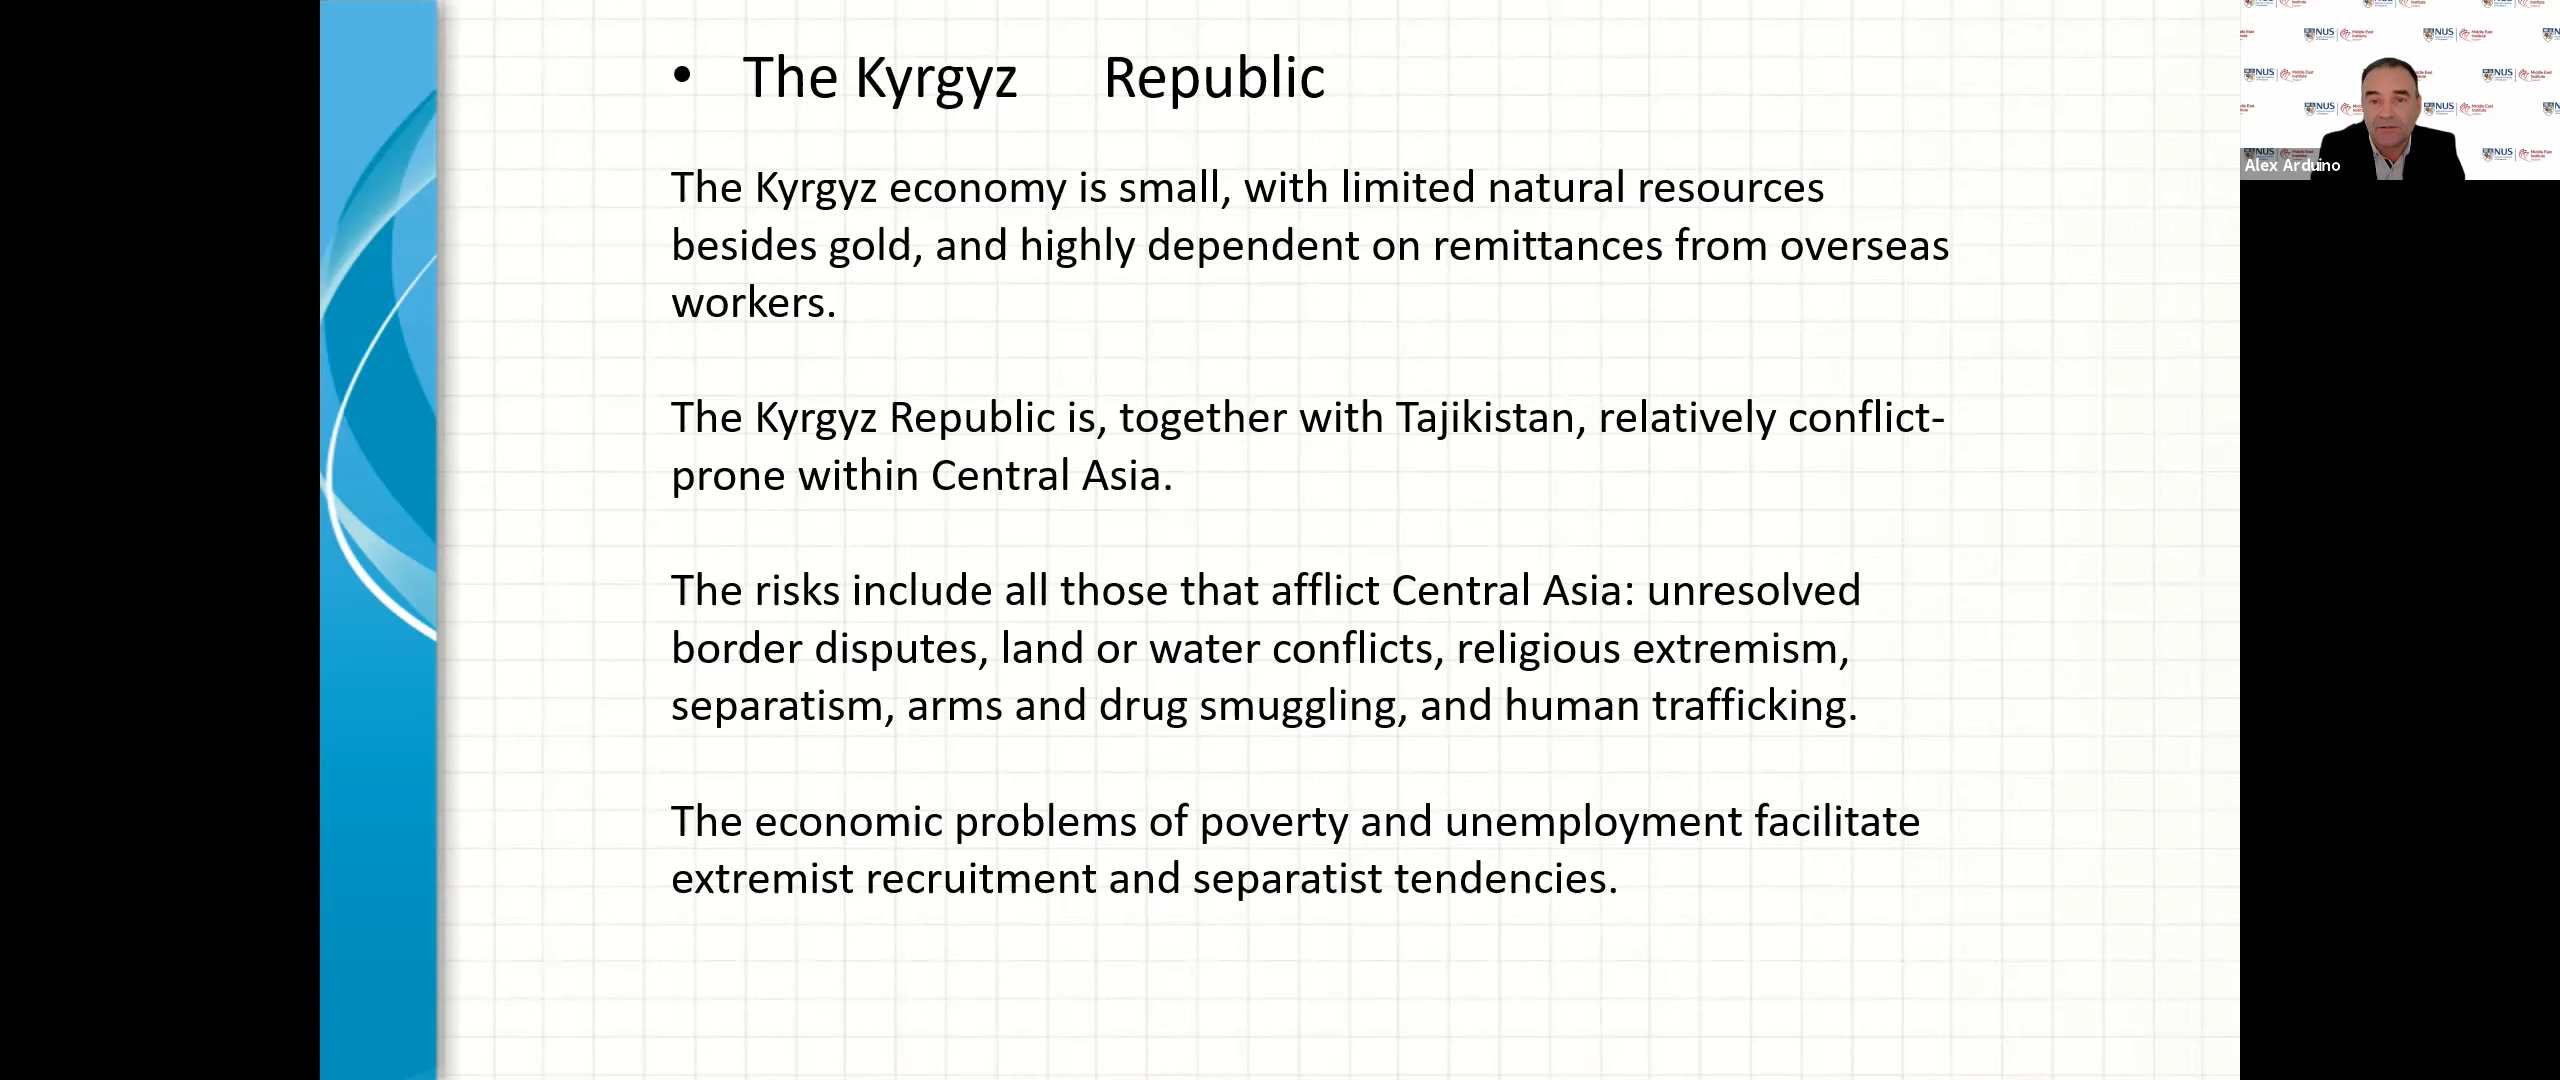 • The Kyrgyz Republic
The Kyrgyz economy is small, with limited natural resources
besides gold, and highly dependent on remittances from overseas
workers.
The Kyrgyz Republic is, together with Tajikistan, relatively conflict-
prone within Central Asia.
The risks include all those that afflict Central Asia: unresolved
border disputes, land or water conflicts, religious extremism,
separatism, arms and drug smuggling, and human trafficking.
The economic problems of poverty and unemployment facilitate
extremist recruitment and separatist tendencies.
NUS Middle East Institute
Alex Arduino